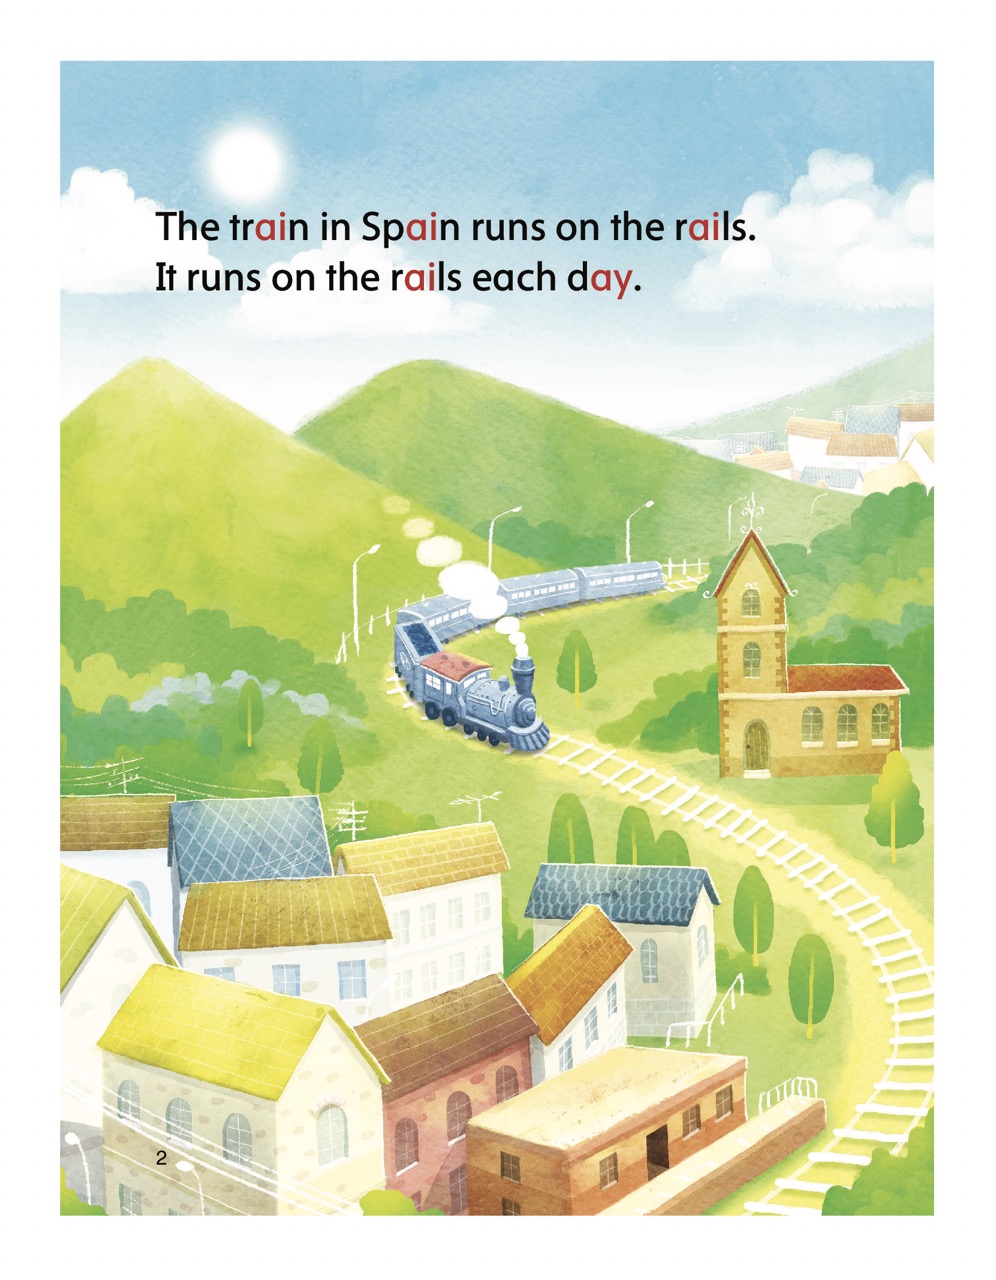 The train in Spain runs on the rails.
It runs on the rails each day.
2